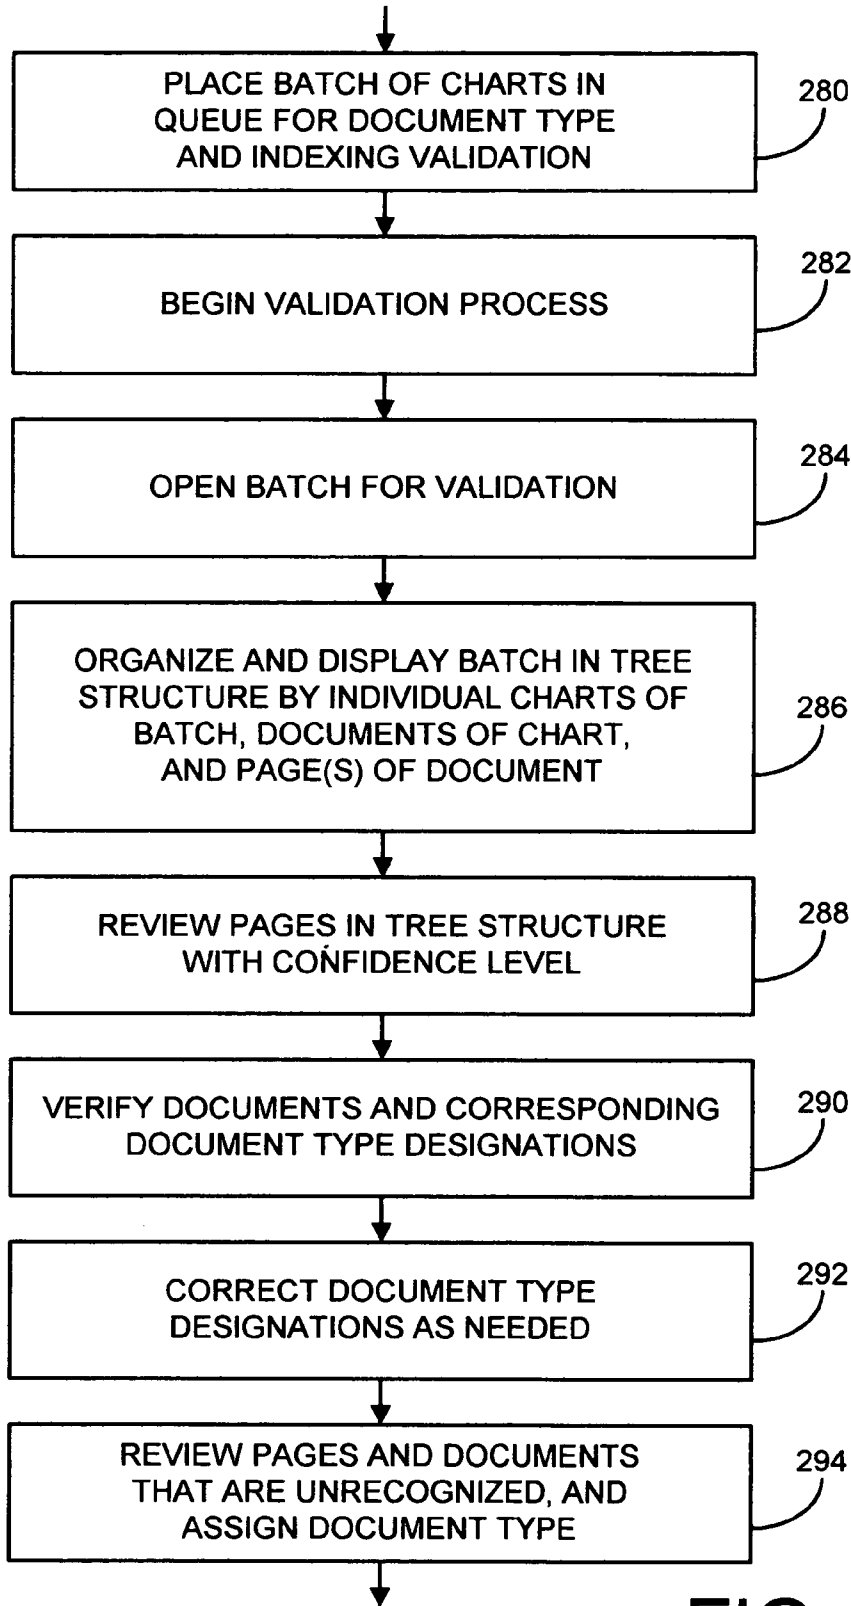 PLACE BATCH OF CHARTS IN
QUEUE FOR DOCUMENT TYPE
AND INDEXING VALIDATION
280
BEGIN VALIDATION PROCESS
282
OPEN BATCH FOR VALIDATION
284
ORGANIZE AND DISPLAY BATCH IN TREE
STRUCTURE BY INDIVIDUAL CHARTS OF
BATCH, DOCUMENTS OF CHART,
AND PAGE(S) OF DOCUMENT
286
REVIEW PAGES IN TREE STRUCTURE
WITH CONFIDENCE LEVEL
288
VERIFY DOCUMENTS AND CORRESPONDING
DOCUMENT TYPE DESIGNATIONS
290
CORRECT DOCUMENT TYPE
DESIGNATIONS AS NEEDED
292
REVIEW PAGES AND DOCUMENTS
THAT ARE UNRECOGNIZED, AND
ASSIGN DOCUMENT TYPE
294